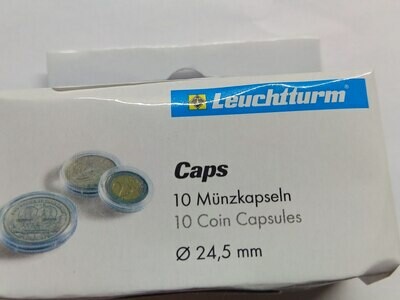 Leuchtturm®
Caps
10 Münzkapseln
10 Coin Capsules
Ø 24,5 mm